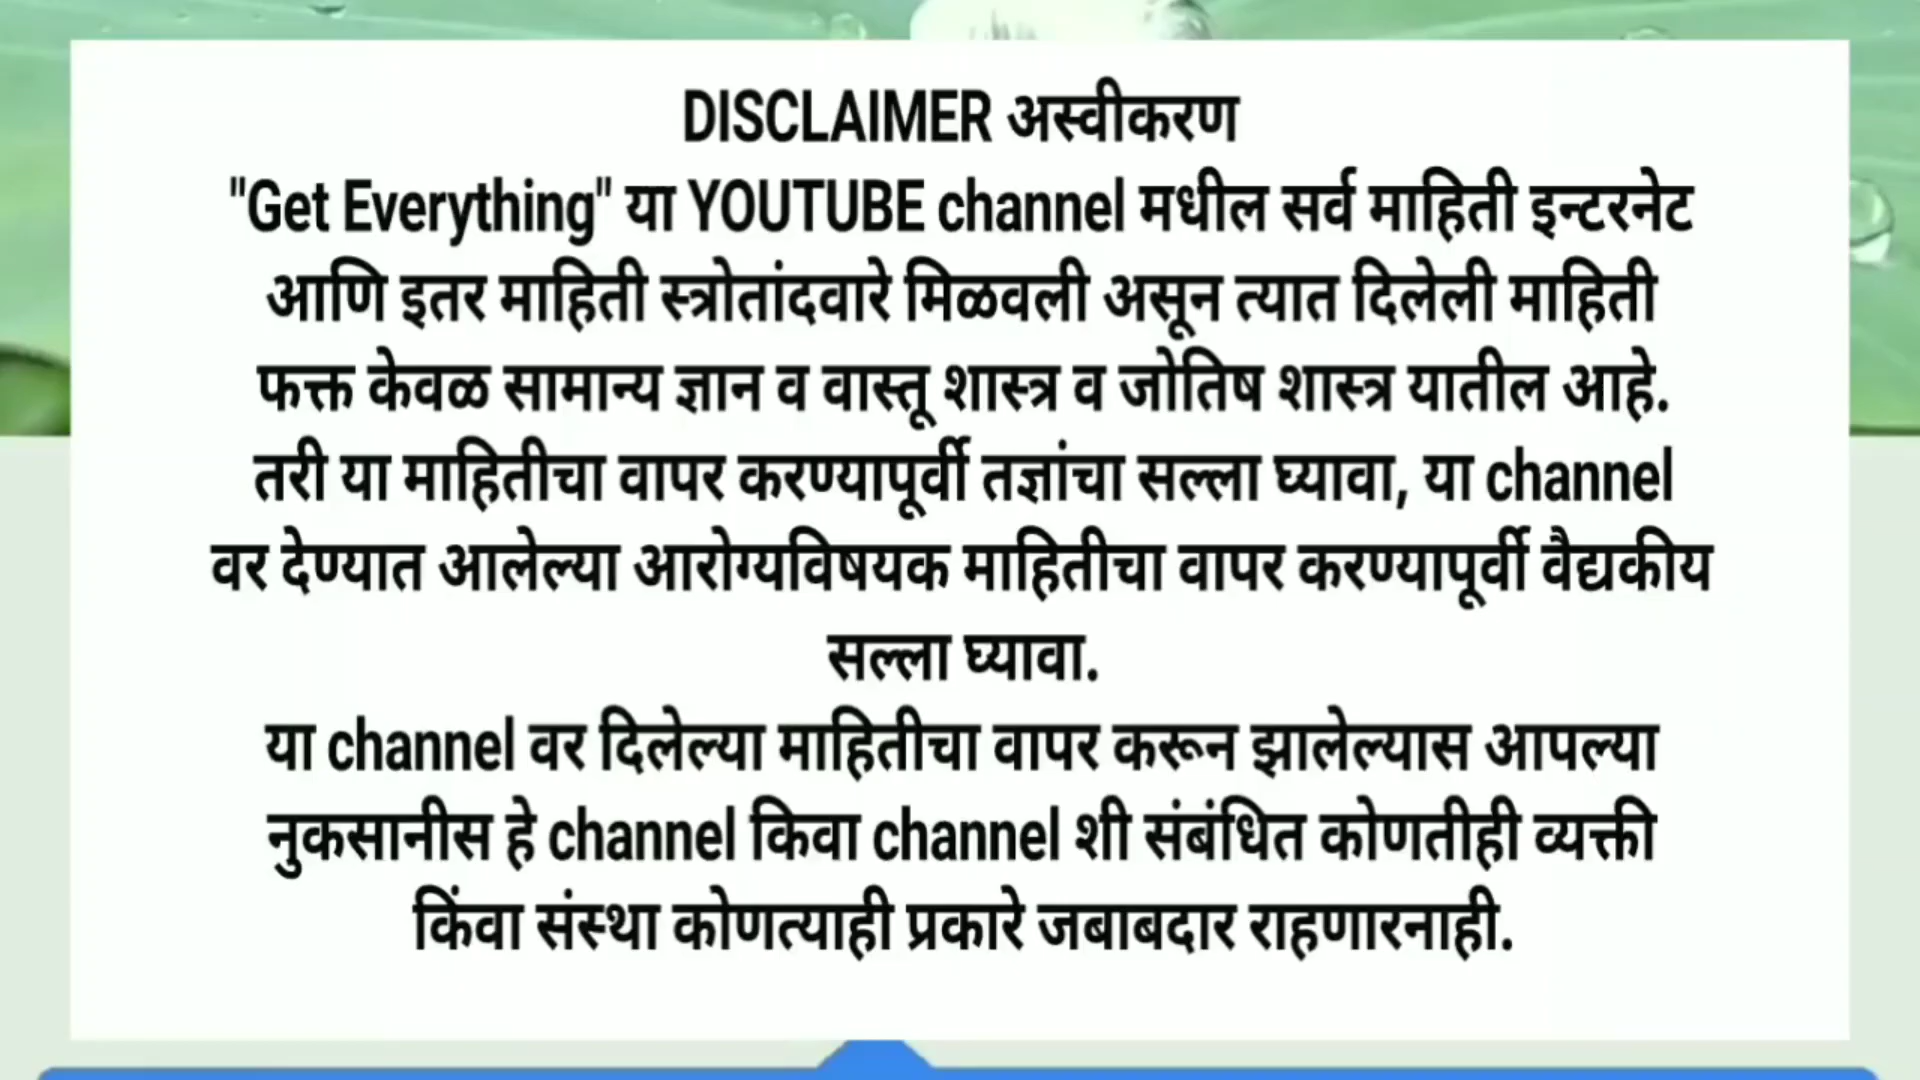 DISCLAIMER अस्वीकरण
"Get Everything" या YOUTUBE channel मधील सर्व माहिती इन्टरनेट
आणि इतर माहिती स्त्रोतांदवारे मिळवली असून त्यात दिलेली माहिती
फक्त केवळ सामान्य ज्ञान व वास्तू शास्त्र व जोतिष शास्त्र यातील आहे.
तरी या माहितीचा वापर करण्यापूर्वी तज्ञांचा सल्ला घ्यावा, या channel
वर देण्यात आलेल्या आरोग्यविषयक माहितीचा वापर करण्यापूर्वी वैद्यकीय
सल्ला घ्यावा.
या channel वर दिलेल्या माहितीचा वापर करून झालेल्यास आपल्या
नुकसानीस हे channel किवा channel शी संबंधित कोणतीही व्यक्ती
किंवा संस्था कोणत्याही प्रकारे जबाबदार राहणारनाही.